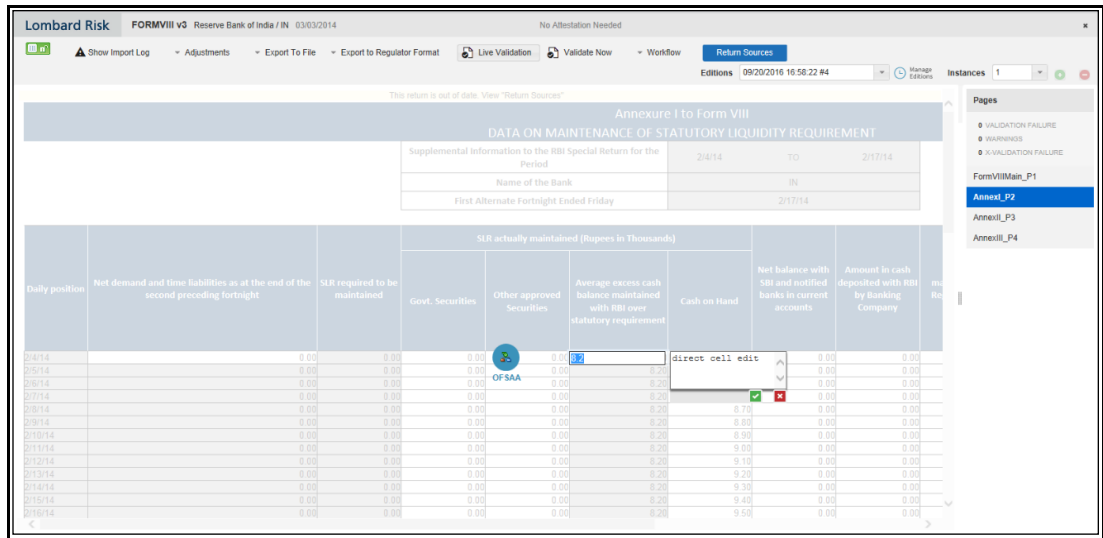 Lombard Risk FORMVIII v3 Reserve Bank of India / IN 03/03/2014 No Attestation Needed ×
Show Import Log Adjustments Export To File Export to Regulator Format Live Validation Validate Now Workflow Return Sources
Editions 09/20/2016 16:58:22 #4 Manage Editions Instances 1
This return is out of date, View "Return Sources"
Annexure I to Form VIII
DATA ON MAINTENANCE OF STATUTORY LIQUIDITY REQUIREMENT
Supplemental Information to the RBI Special Return for the Period 2/4/14 TO 2/17/14
Name of the Bank IN
First Alternate Fortnight Ended Friday 2/17/14
SLR actually maintained (Rupees in Thousands)
Daily position Net demand and time liabilities as at the end of the second preceding fortnight SLR required to be maintained Govt. Securities Other approved Securities Average excess cash balance maintained with RBI over statutory requirement Cash on Hand Net balance with SBI and notified banks in current accounts Amount in cash deposited with RBI by Banking Company
2/4/14 0.00 0.00 0.00 0.00 8.2 direct cell edit 0.00 0.00
2/5/14 0.00 0.00 0.00 0.00 8.20 0.00 0.00
OFSAA
2/6/14 0.00 0.00 0.00 0.00 8.20 0.00 0.00
2/7/14 0.00 0.00 0.00 0.00 8.20 0.00 0.00
2/8/14 0.00 0.00 0.00 0.00 8.20 8.70 0.00 0.00
2/9/14 0.00 0.00 0.00 0.00 8.20 8.80 0.00 0.00
2/10/14 0.00 0.00 0.00 0.00 8.20 8.90 0.00 0.00
2/11/14 0.00 0.00 0.00 0.00 8.20 9.00 0.00 0.00
2/12/14 0.00 0.00 0.00 0.00 8.20 9.10 0.00 0.00
2/13/14 0.00 0.00 0.00 0.00 8.20 9.20 0.00 0.00
2/14/14 0.00 0.00 0.00 0.00 8.20 9.30 0.00 0.00
2/15/14 0.00 0.00 0.00 0.00 8.20 9.40 0.00 0.00
2/16/14 0.00 0.00 0.00 0.00 8.20 9.50 0.00 0.00
Pages
0 VALIDATION FAILURE
0 WARNINGS
0 X-VALIDATION FAILURE
FormVIIIMain_P1
AnnexI_P2
AnnexII_P3
AnnexIII_P4